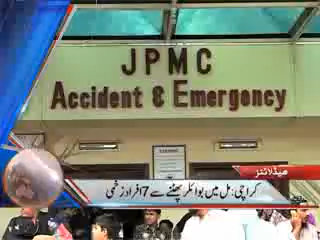 JPMC
Accident & Emergency
ہیڈلائنز
کراچی: مل میں بوائلر پھٹنے سے 7 افراد زخمی